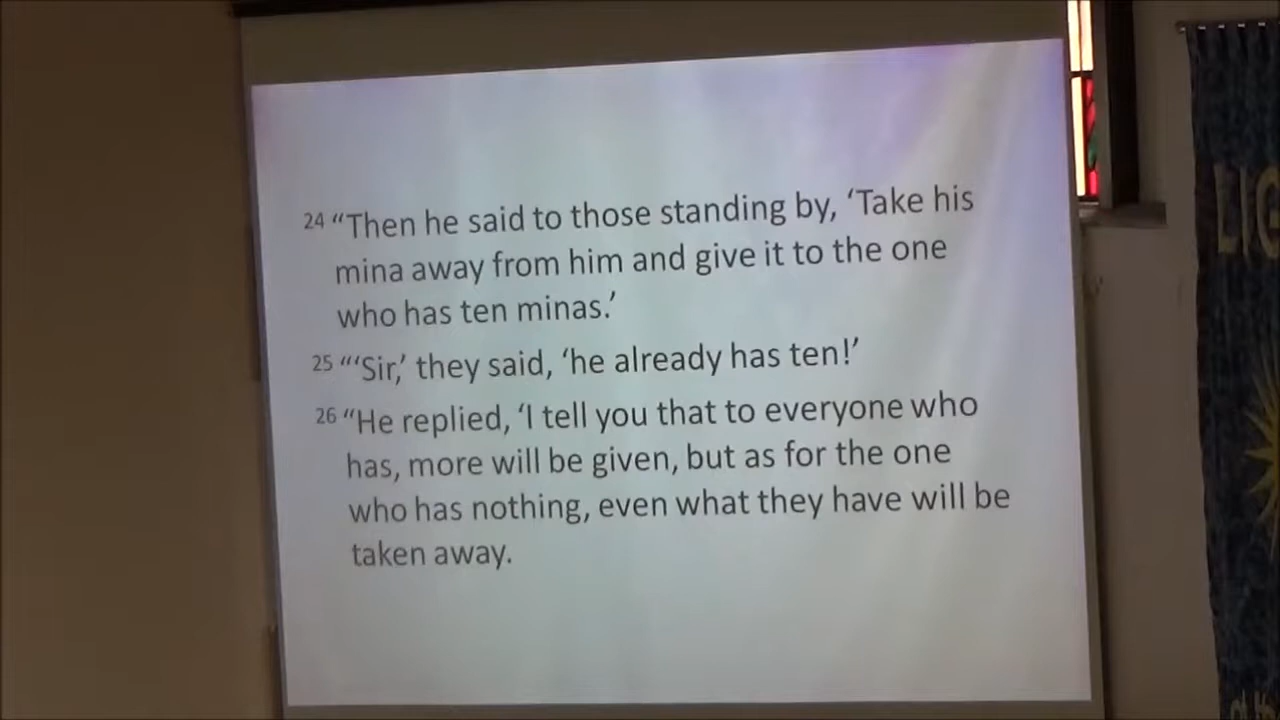 24 “Then he said to those standing by, ‘Take his
mina away from him and give it to the one
who has ten minas.’
25 “‘Sir,’ they said, ‘he already has ten!’
26 “He replied, ‘I tell you that to everyone who
has, more will be given, but as for the one
who has nothing, even what they have will be
taken away.